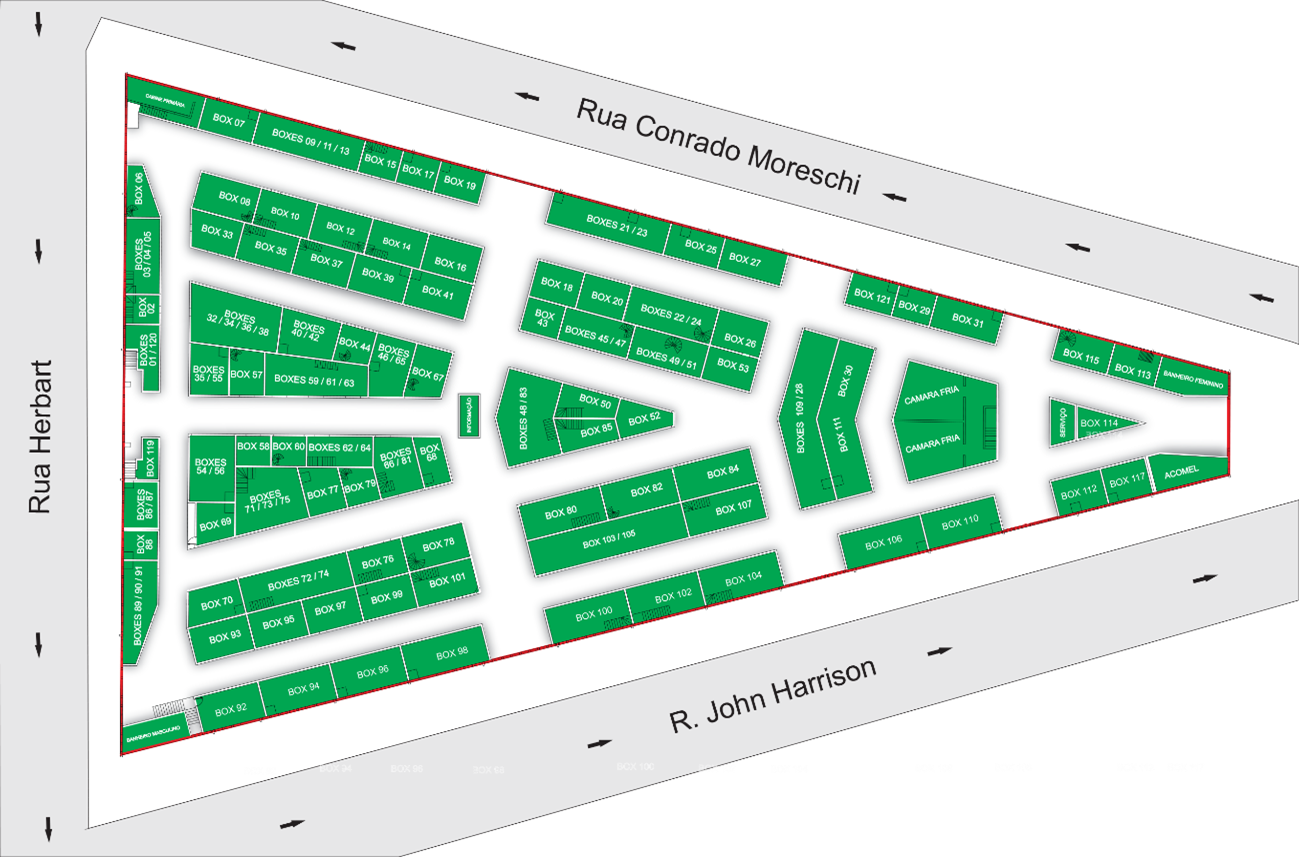 Rua Conrado Moreschi
Rua Herbart
R. John Harrison
CARNE PRIMÁRIA
BOX 07
BOXES 09 / 11 / 13
BOX 15
BOX 17
BOX 19
BOXES 21 / 23
BOX 25
BOX 27
BOX 121
BOX 29
BOX 31
BOX 115
BOX 113
BANHEIRO FEMININO
BOX 06
BOXES
03 / 04 / 05
BOX
02
BOXES
01 / 120
BOX 08
BOX 10
BOX 12
BOX 14
BOX 16
BOX 33
BOX 35
BOX 37
BOX 39
BOX 41
BOX 18
BOX 20
BOXES 22 / 24
BOX 26
BOX
43
BOXES 45 / 47
BOXES 49 / 51
BOX 53
BOXES
32 / 34 / 36 / 38
BOXES
40 / 42
BOX 44
BOXES
46 / 65
BOX 67
BOXES
35 / 55
BOX 57
BOXES 59 / 61 / 63
INFORMAÇÃO
BOXES 48 / 83
BOX 50
BOX 85
BOX 52
BOXES 109 / 28
BOX 30
BOX 111
CAMARA FRIA
CAMARA FRIA
SERVIÇO
BOX 114
BOX 119
BOXES
86 / 87
BOX
88
BOXES 89 / 90 / 91
BOXES
54 / 56
BOX 58
BOX 60
BOXES 62 / 64
BOXES
66 / 81
BOX
BOX 69
BOXES
71 / 73 / 75
BOX 77
BOX 79
BOX 80
BOX 82
BOX 84
BOXES 103 / 105
BOX 107
BOX 112
BOX 117
ACOMEL
BOX 106
BOX 110
BOX 70
BOXES 72 / 74
BOX 76
BOX 78
BOX 93
BOX 95
BOX 97
BOX 99
BOX 101
BOX 100
BOX 102
BOX 104
BOX 92
BOX 94
BOX 96
BOX 98
BANHEIRO MASCULINO